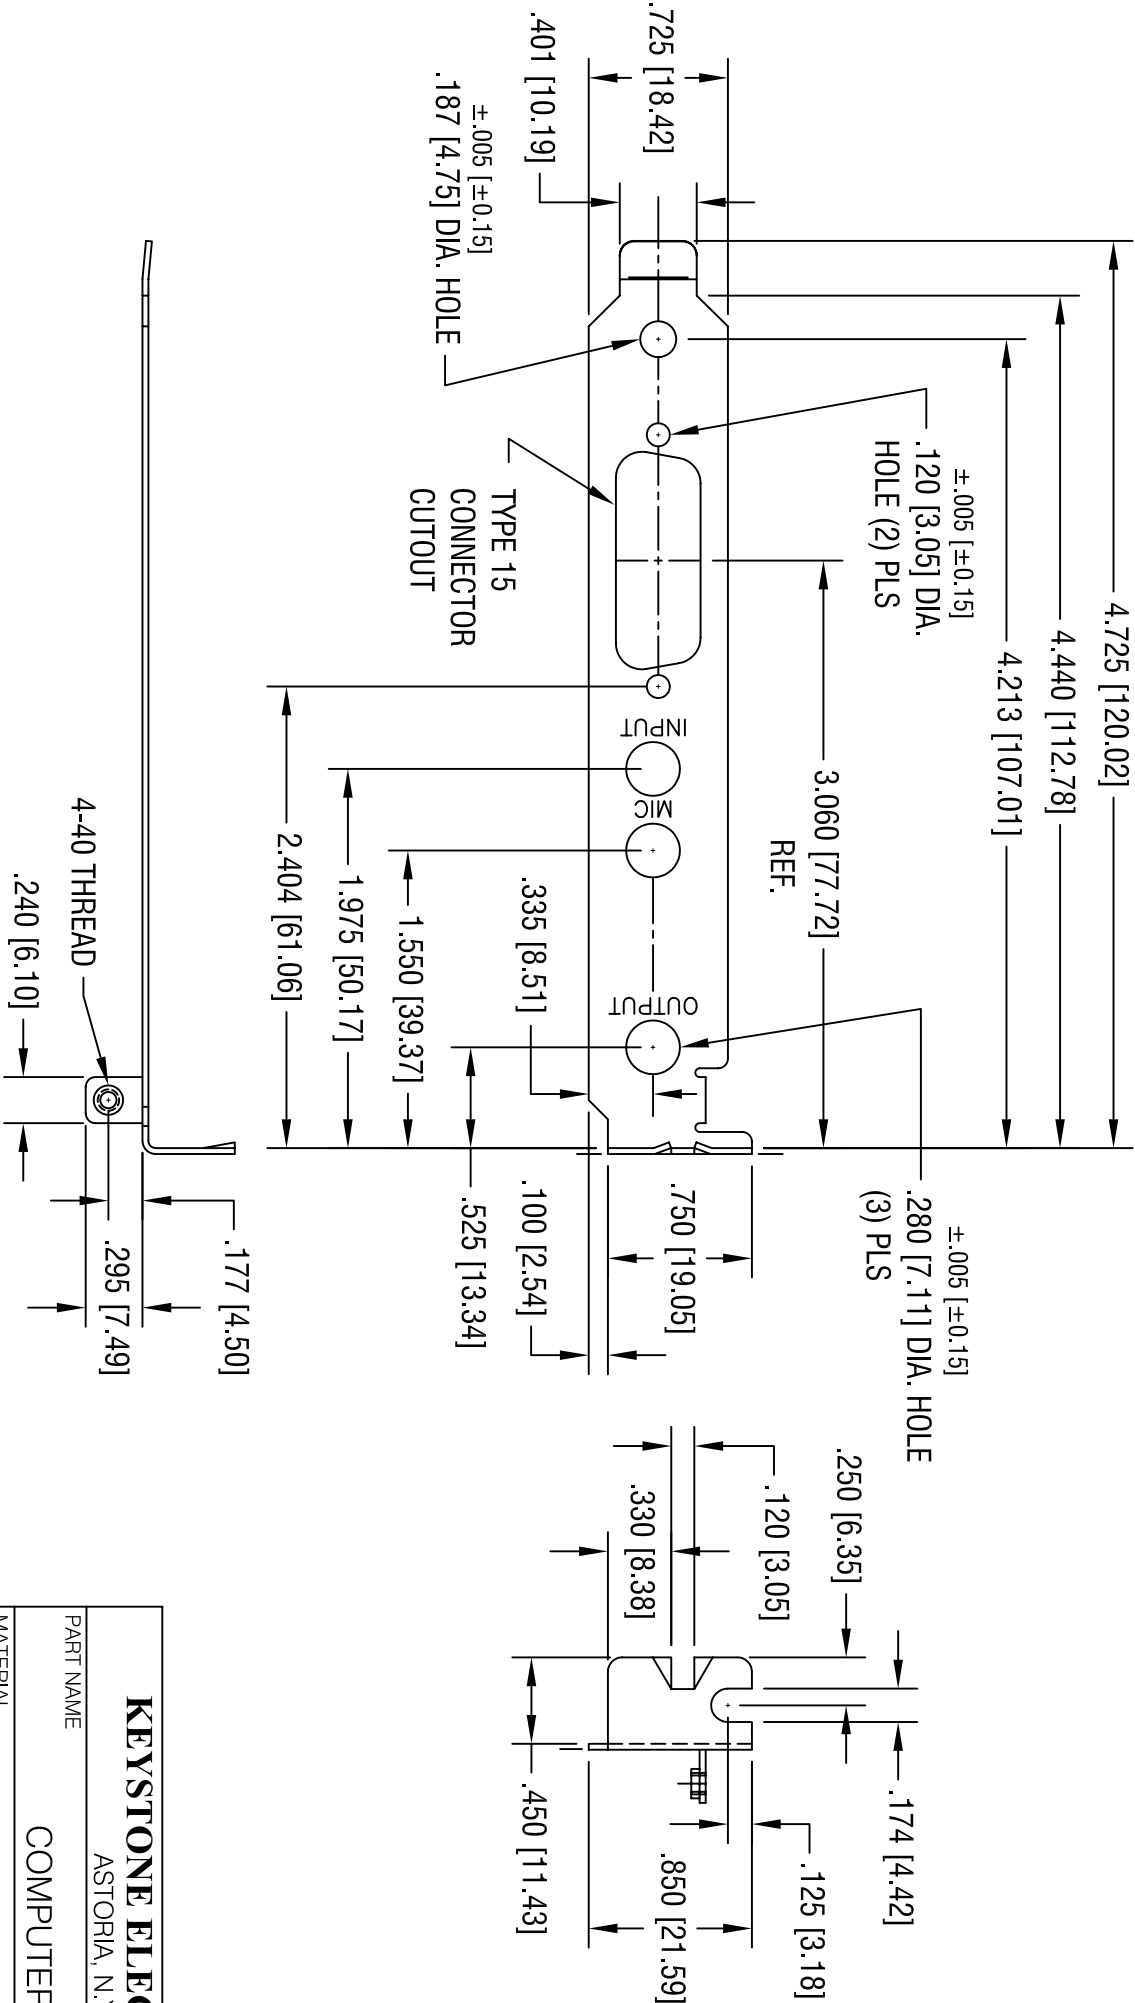 4.725 [120.02]
4.440 [112.78]
4.213 [107.01]
3.060 [77.72]
REF.
±.005 [±0.15]
.120 [3.05] DIA.
HOLE (2) PLS
±.005 [±0.15]
.280 [7.11] DIA. HOLE
(3) PLS
.725 [18.42]
.401 [10.19]
±.005 [±0.15]
.187 [4.75] DIA. HOLE
TYPE 15
CONNECTOR
CUTOUT
INPUT
MIC
OUTPUT
.335 [8.51]
.750 [19.05]
.100 [2.54]
.525 [13.34]
1.550 [39.37]
1.975 [50.17]
2.404 [61.06]
.174 [4.42]
.250 [6.35]
.125 [3.18]
.120 [3.05]
.330 [8.38]
.850 [21.59]
.450 [11.43]
4-40 THREAD
.240 [6.10]
.177 [4.50]
.295 [7.49]
KEYSTONE ELEC
ASTORIA, N.Y
PART NAME
COMPUTER
MATERIAL